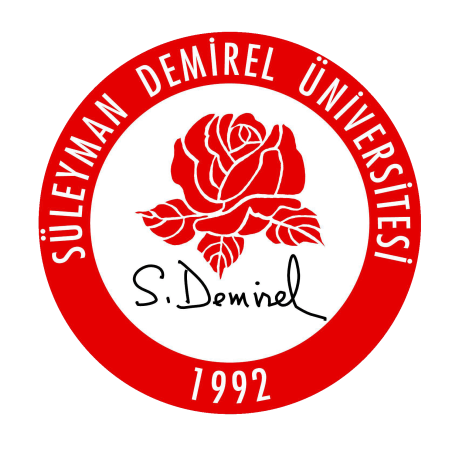 SÜLEYMAN DEMİREL ÜNİVERSİTESİ
S. Demirel
1992